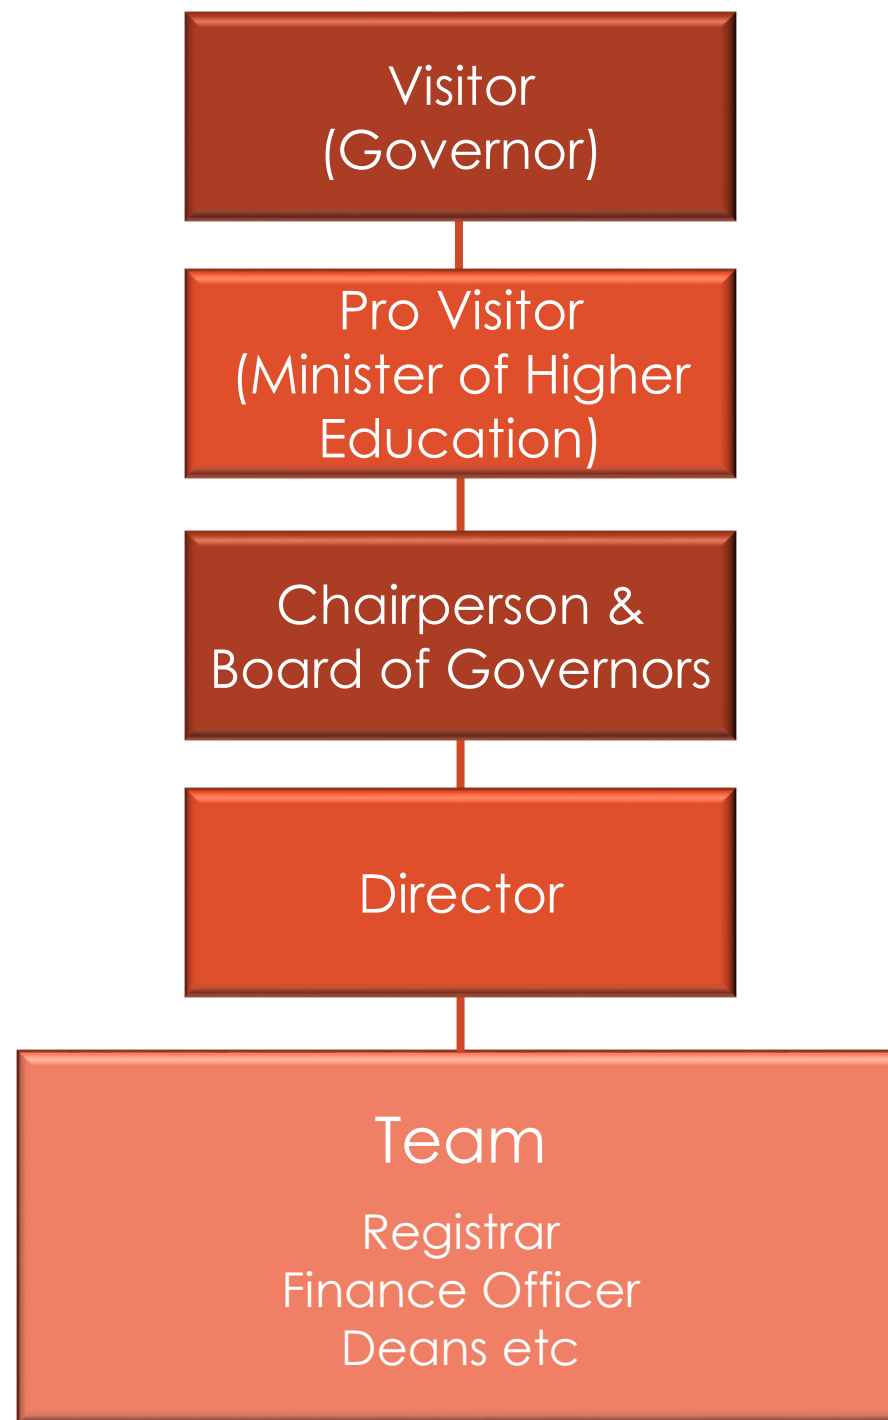 Visitor
(Governor)
Pro Visitor
(Minister of Higher
Education)
Chairperson &
Board of Governors
Director
Team
Registrar
Finance Officer
Deans etc